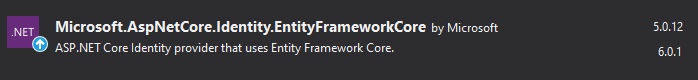 .NET
Microsoft.AspNetCore.Identity.EntityFrameworkCore by Microsoft 5.0.12
ASP.NET Core Identity provider that uses Entity Framework Core. 6.0.1